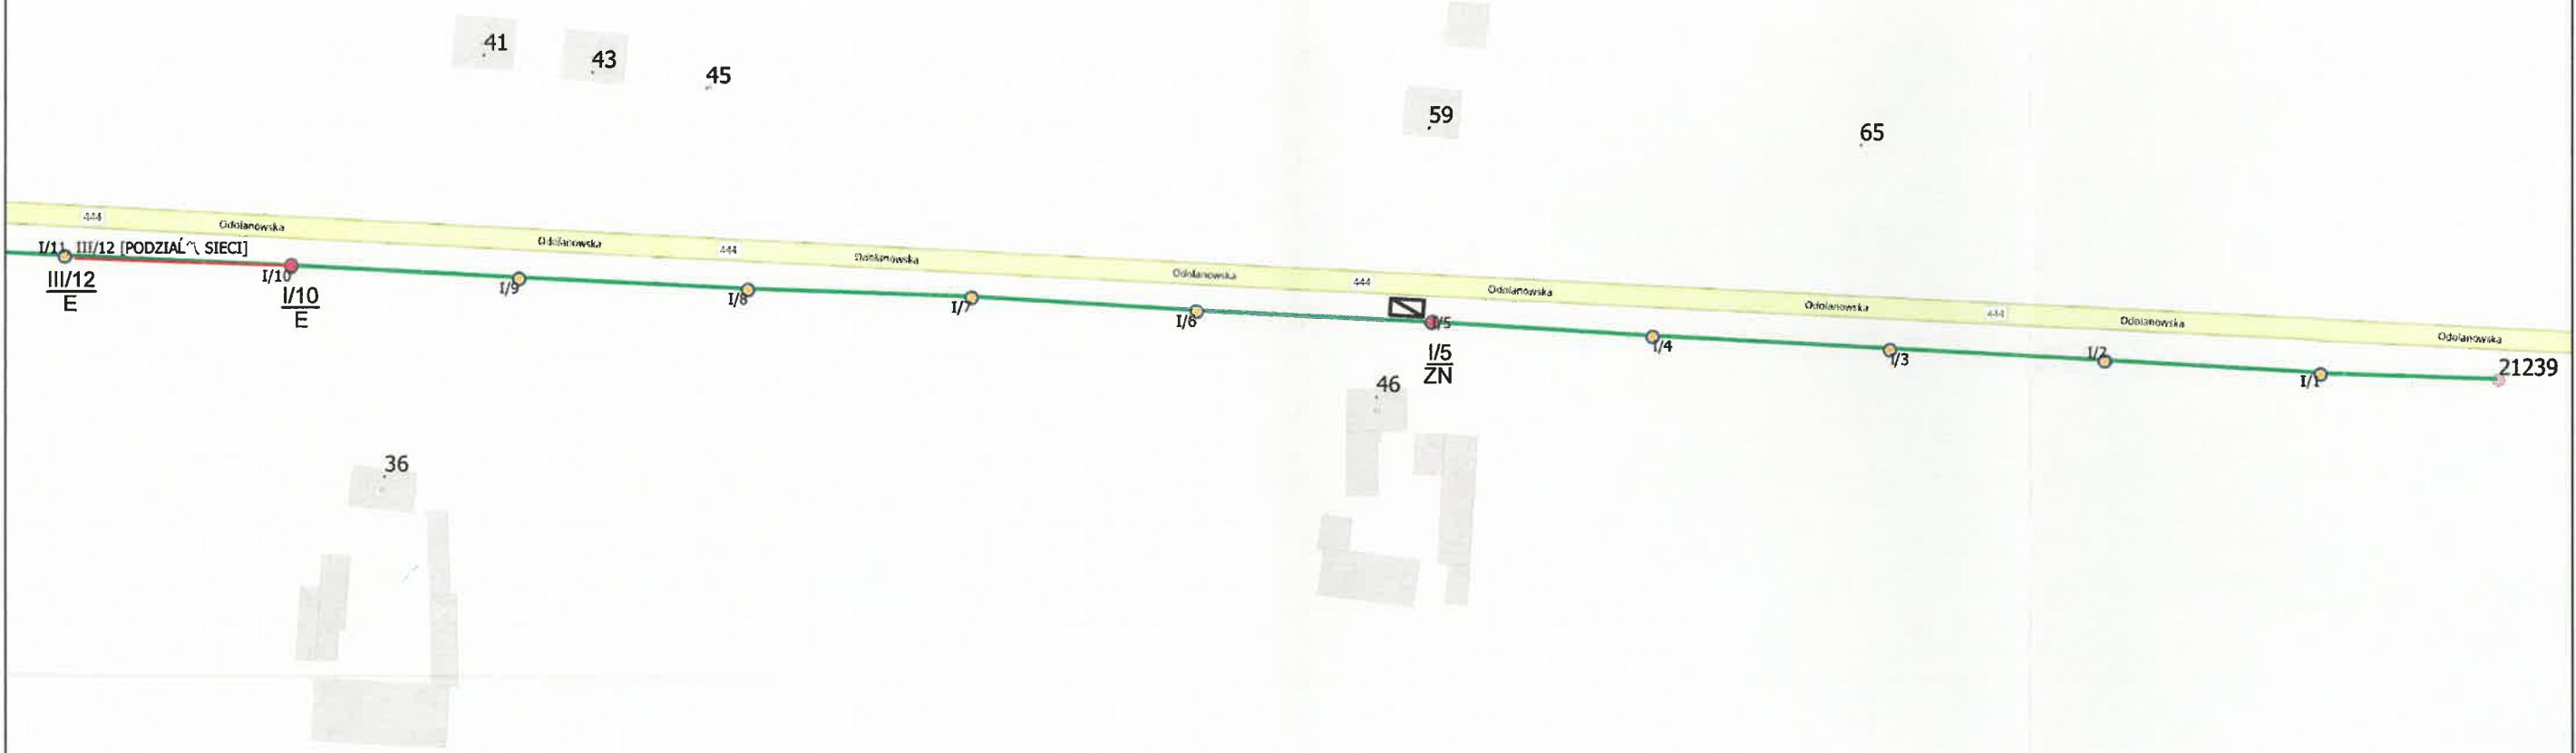 41
43
45
59
65
444
Odolanowska
Odolanowska
444
Odolanowska
Odolanowska
444
Odolanowska
Odolanowska
444
Odolanowska
Odolanowska
I/11, III/12 [PODZIAŁ SIECI]
III/12
E
I/10
I/10
E
I/9
I/8
I/7
I/6
I/5
I/5
ZN
I/4
I/3
I/2
I/1
21239
46
36